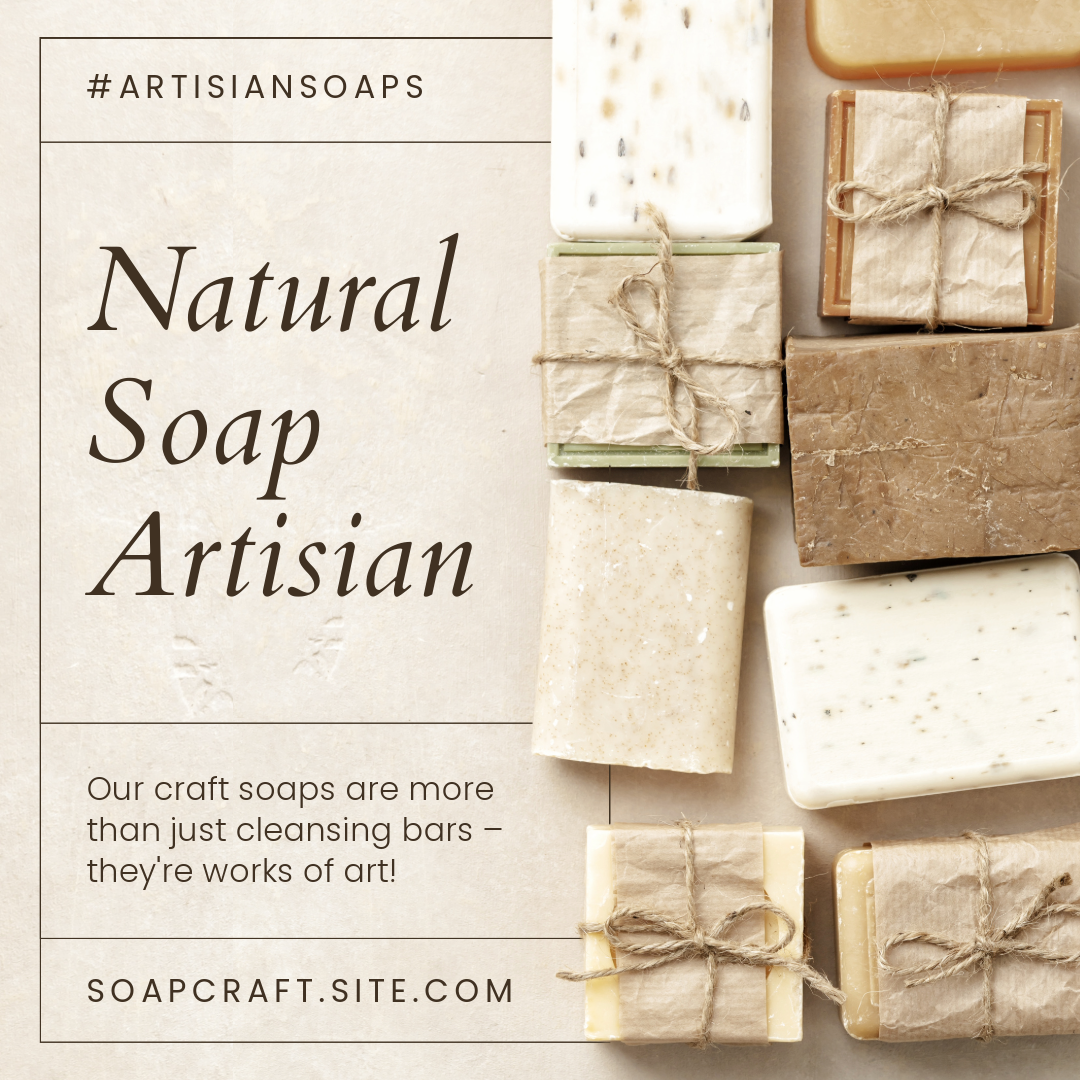 #ARTISIANSOAPS
Natural
Soap
Artisian
Our craft soaps are more
than just cleansing bars –
they're works of art!
SOAPCRAFT.SITE.COM